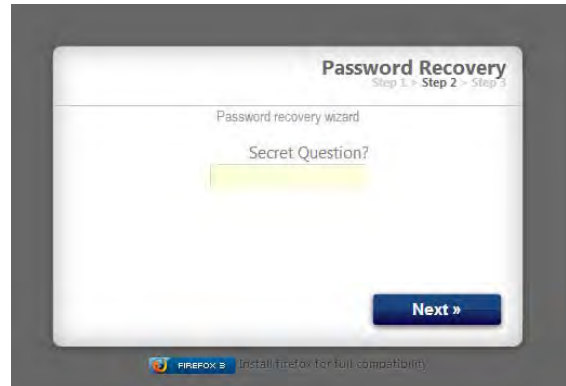 Password Recovery
Step 1 > Step 2 > Step 3
Password recovery wizard
Secret Question?
Next »
FIREFOX 3 Install firefox for full compatibility